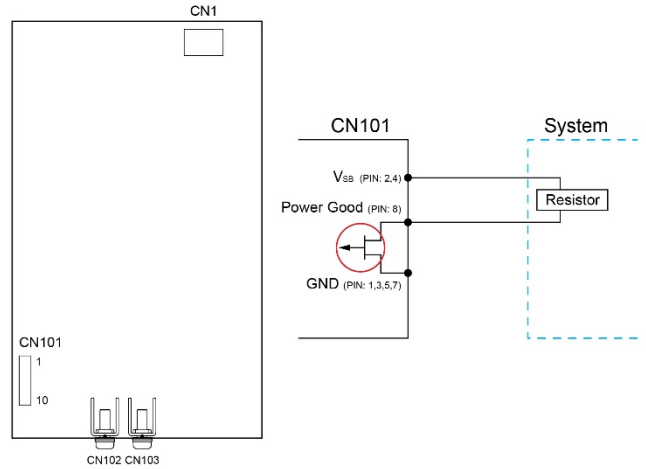 CN1
CN101
1
10
CN102 CN103
CN101
System
VSB (PIN: 2,4)
Resistor
Power Good (PIN: 8)
GND (PIN: 1,3,5,7)